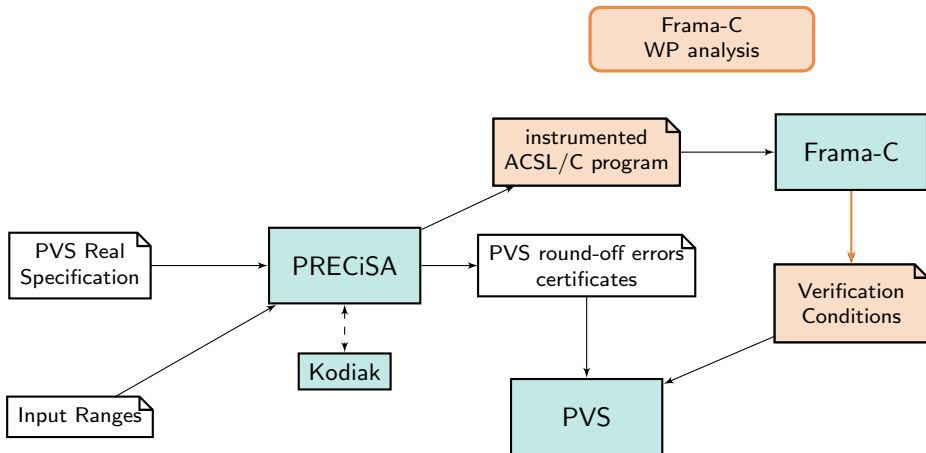 Frama-C
WP analysis
instrumented
ACSL/C program
Frama-C
PVS Real
Specification
PRECiSA
PVS round-off errors
certificates
Verification
Conditions
Kodiak
Input Ranges
PVS